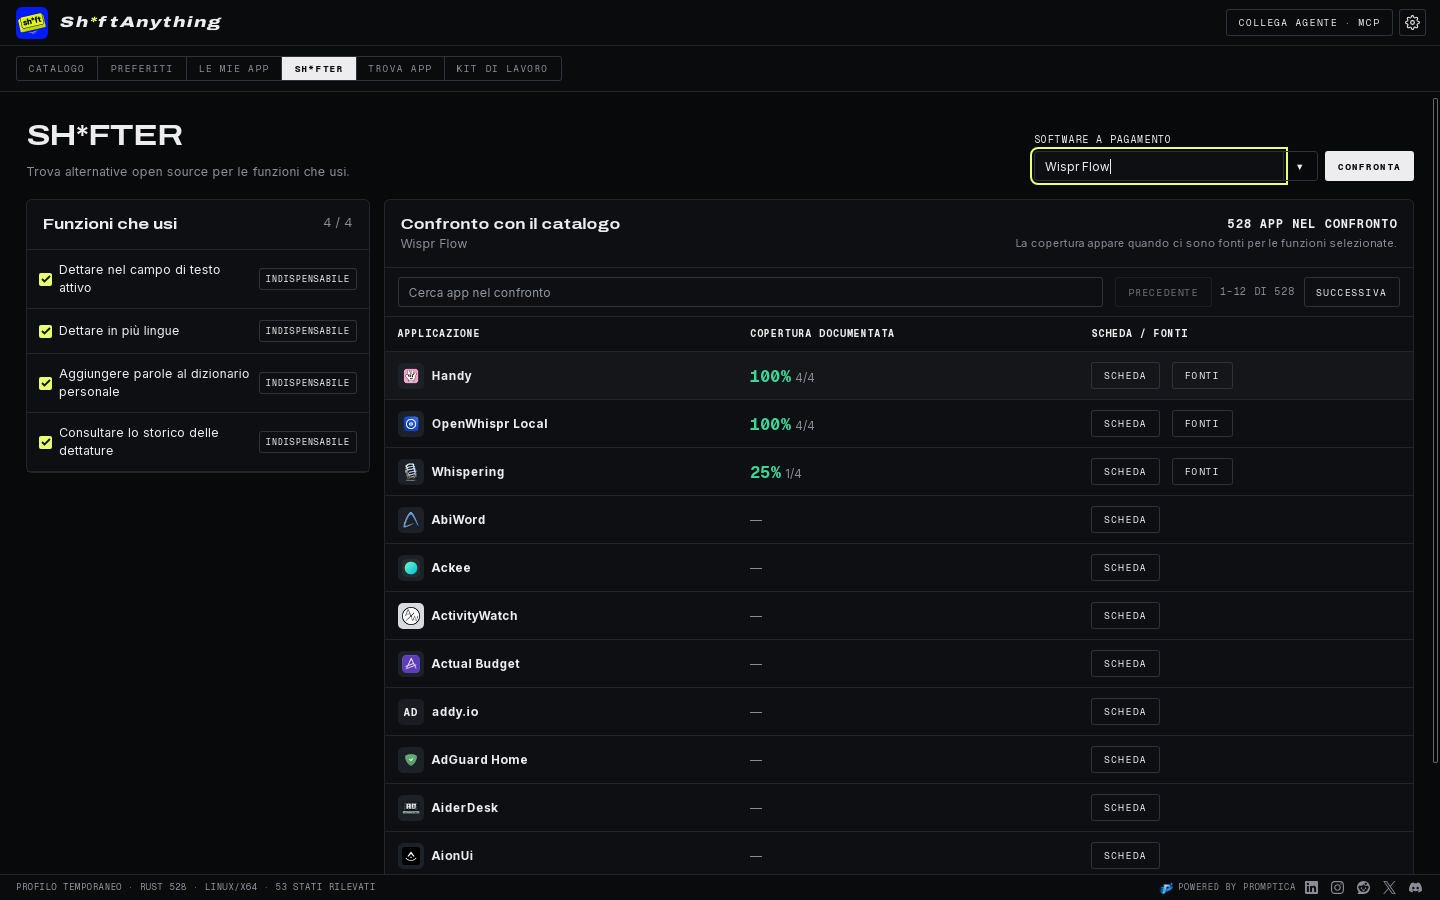 sh*ft
Sh*ftAnything
COLLEGA AGENTE · MCP
CATALOGO
PREFERITI
LE MIE APP
SH*FTER
TROVA APP
KIT DI LAVORO
SH*FTER
Trova alternative open source per le funzioni che usi.
SOFTWARE A PAGAMENTO
Wispr Flow
CONFRONTA
Funzioni che usi
4 / 4
Dettare nel campo di testo attivo
INDISPENSABILE
Dettare in più lingue
INDISPENSABILE
Aggiungere parole al dizionario personale
INDISPENSABILE
Consultare lo storico delle dettature
INDISPENSABILE
Confronto con il catalogo
Wispr Flow
528 APP NEL CONFRONTO
La copertura appare quando ci sono fonti per le funzioni selezionate.
Cerca app nel confronto
PRECEDENTE
1–12 DI 528
SUCCESSIVA
APPLICAZIONE
COPERTURA DOCUMENTATA
SCHEDA / FONTI
Handy
100% 4/4
SCHEDA
FONTI
OpenWhispr Local
100% 4/4
SCHEDA
FONTI
Whispering
25% 1/4
SCHEDA
FONTI
AbiWord
—
SCHEDA
Ackee
—
SCHEDA
ActivityWatch
—
SCHEDA
Actual Budget
—
SCHEDA
AD
addy.io
—
SCHEDA
AdGuard Home
—
SCHEDA
AiderDesk
—
SCHEDA
AionUi
—
SCHEDA
PROFILO TEMPORANEO · RUST 528 · LINUX/X64 · 53 STATI RILEVATI
POWERED BY PROMPTICA